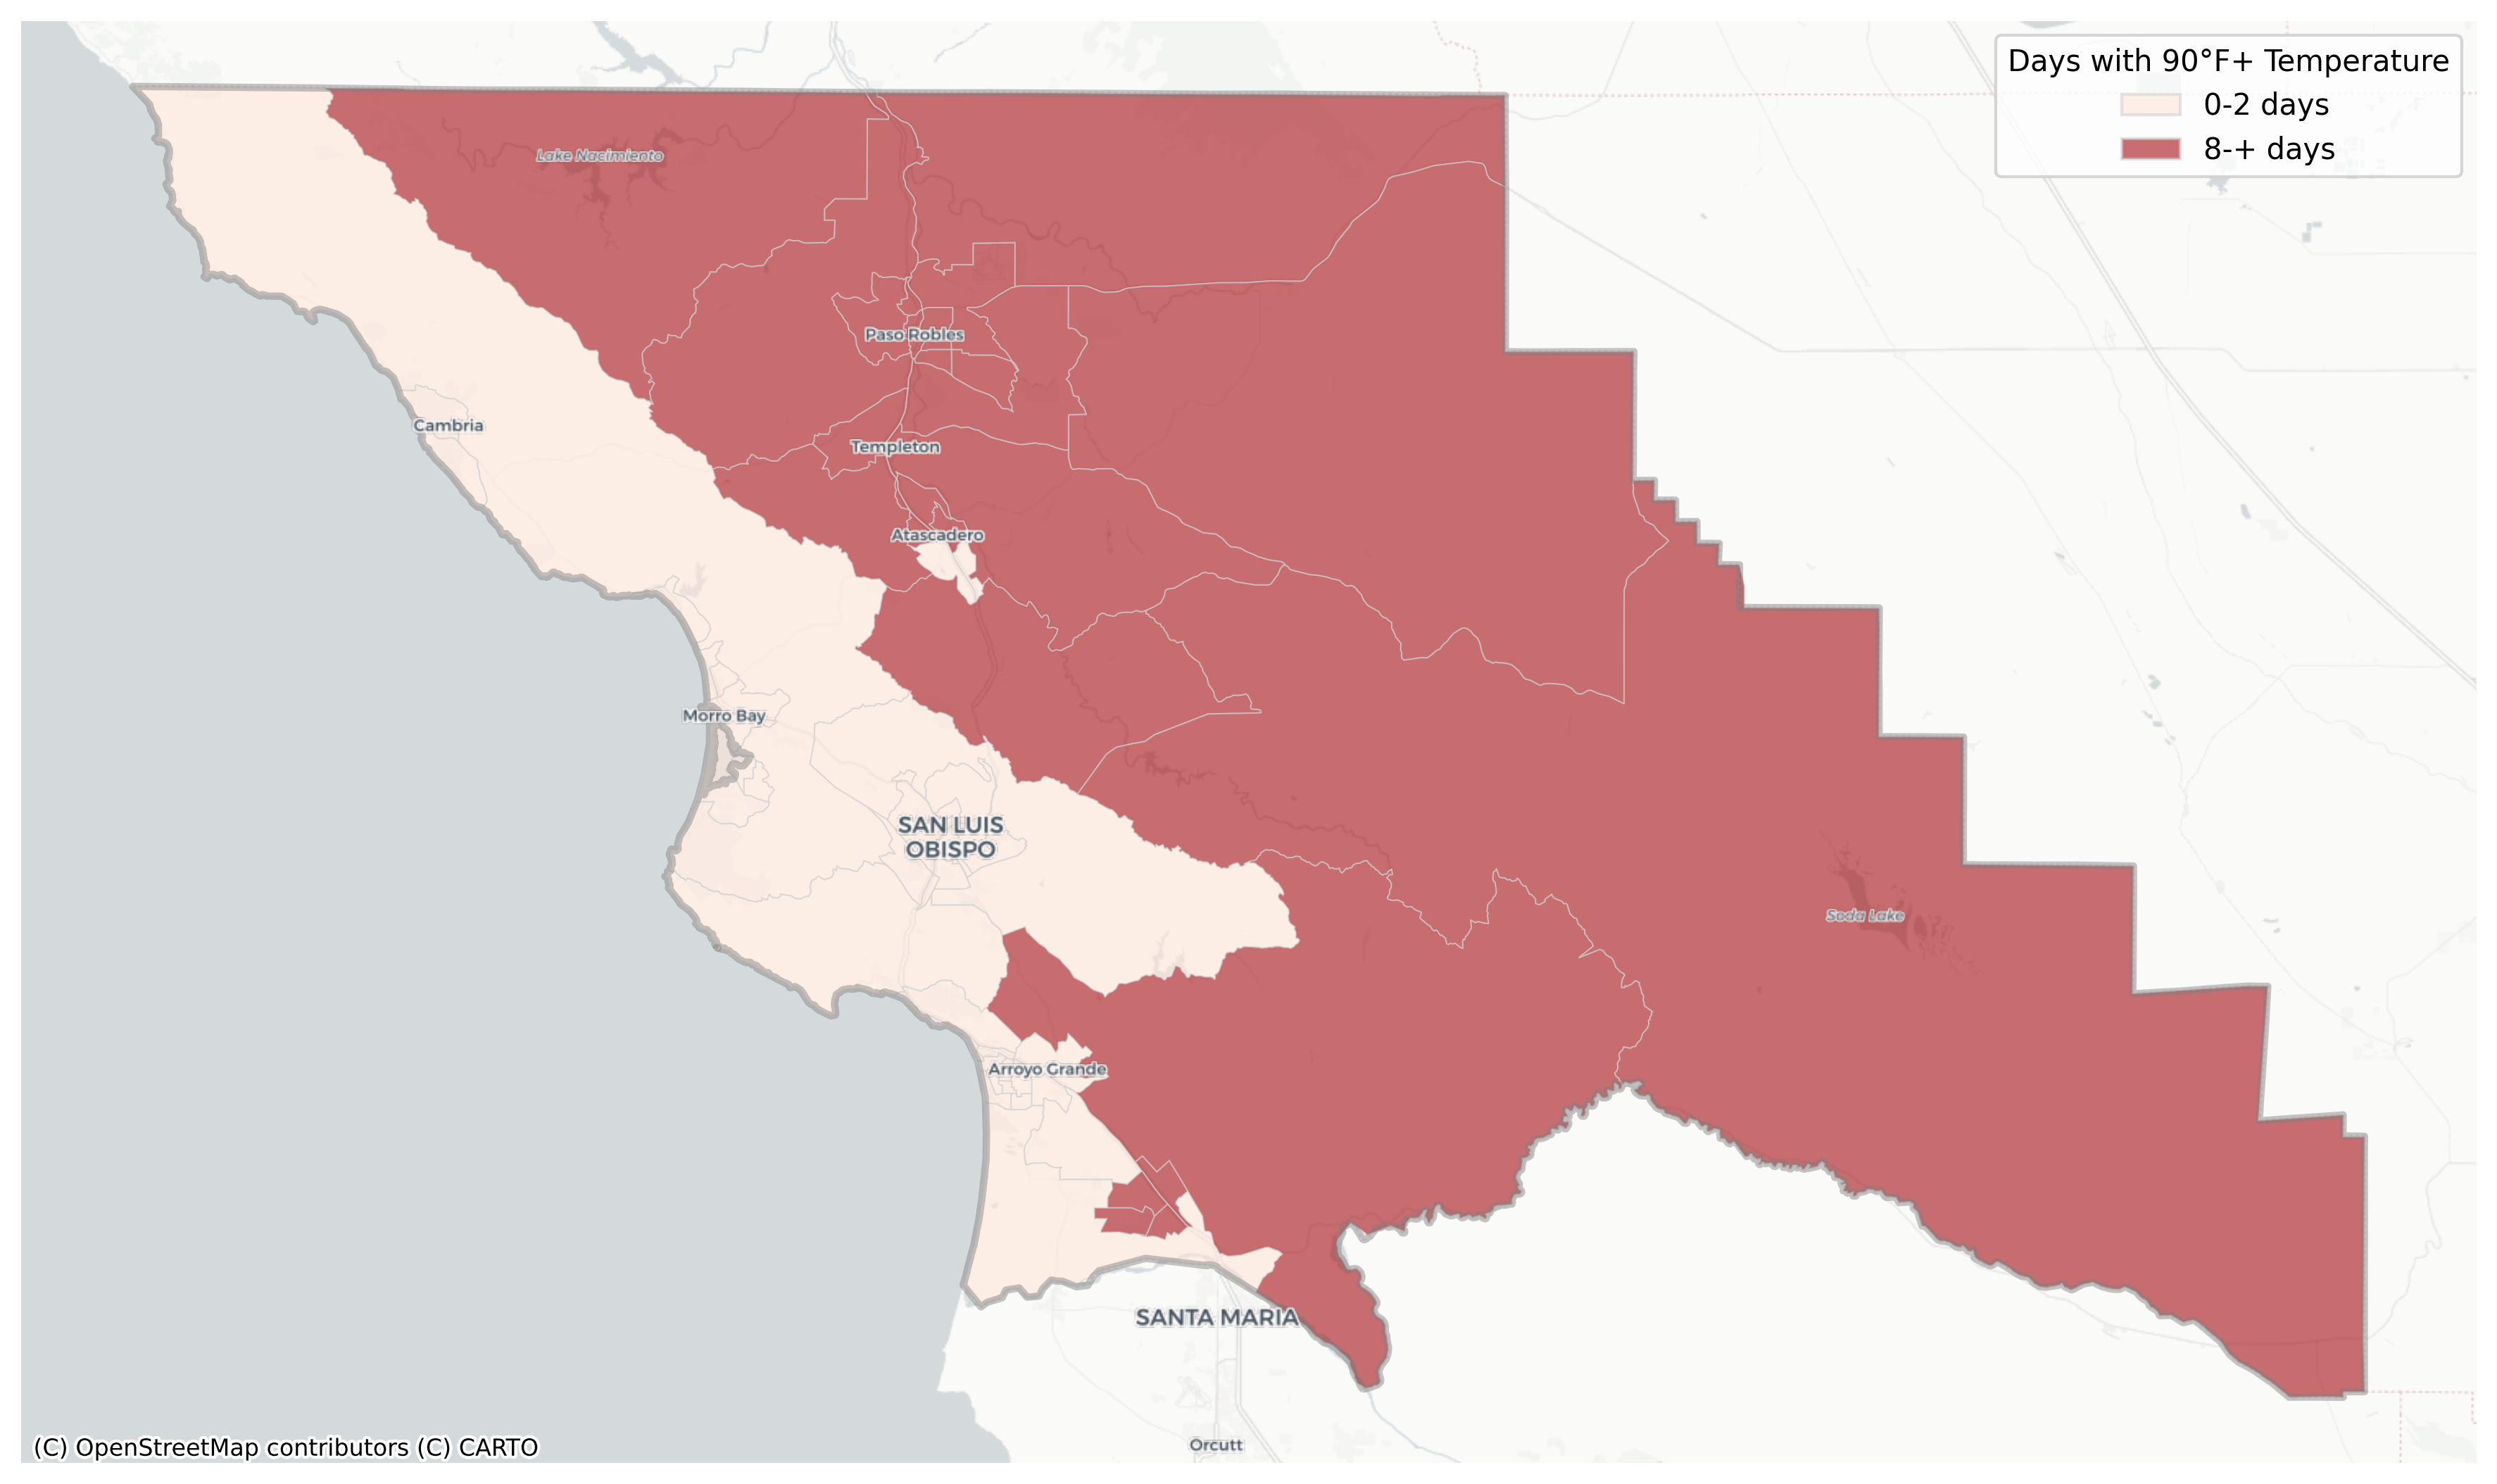 Days with 90°F+ Temperature
0-2 days
8-+ days
Lake Nacimiento
Paso Robles
Cambria
Templeton
Atascadero
Morro Bay
SAN LUIS
OBISPO
Soda Lake
Arroyo Grande
SANTA MARIA
Orcutt
(C) OpenStreetMap contributors (C) CARTO